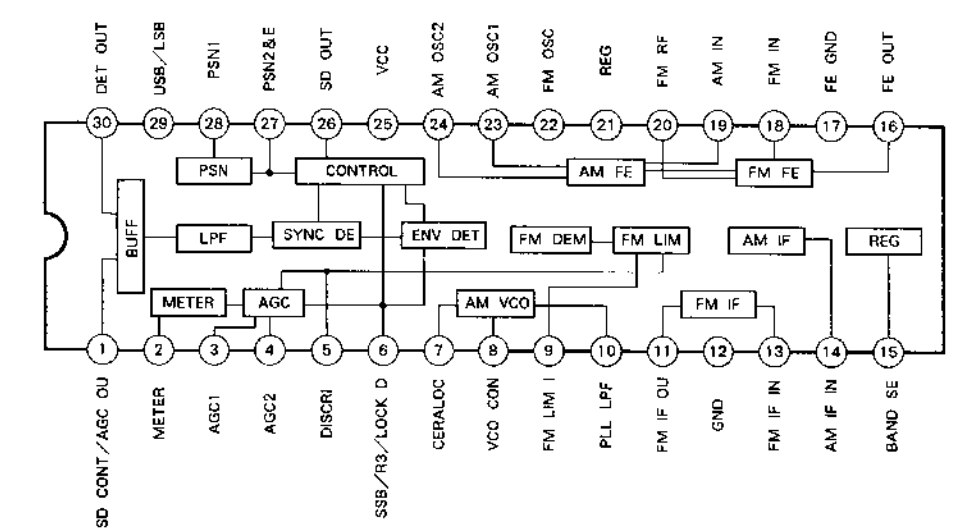 DET OUT
USB/LSB
PSN1
PSN2&E
SD OUT
VCC
AM OSC2
AM OSC1
FM OSC
REG
FM RF
AM IN
FM IN
FE GND
FE OUT
30 29 28 27 26 25 24 23 22 21 20 19 18 17 16
PSN CONTROL AM FE FM FE
BUFF
LPF SYNC DE ENV DET FM DEM FM LIM AM IF REG
METER AGC AM VCO FM IF
1 2 3 4 5 6 7 8 9 10 11 12 13 14 15
SD CONT/AGC OU
METER
AGC1
AGC2
DISCRI
SSB/R3/LOCK D
CERALOC
VCO CON
FM LIM I
PLL LPF
FM IF OU
GND
FM IF IN
AM IF IN
BAND SE